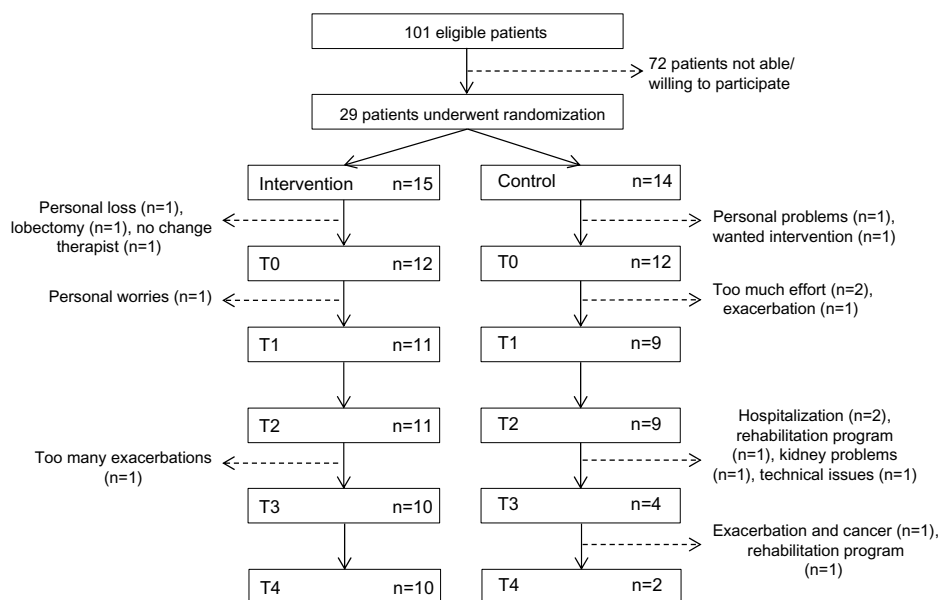 101 eligible patients
72 patients not able/
willing to participate
29 patients underwent randomization
Intervention n=15
Control n=14
Personal loss (n=1),
lobectomy (n=1), no change
therapist (n=1)
Personal problems (n=1),
wanted intervention (n=1)
T0 n=12
T0 n=12
Personal worries (n=1)
Too much effort (n=2),
exacerbation (n=1)
T1 n=11
T1 n=9
T2 n=11
T2 n=9
Too many exacerbations
(n=1)
Hospitalization (n=2),
rehabilitation program
(n=1), kidney problems
(n=1), technical issues (n=1)
T3 n=10
T3 n=4
Exacerbation and cancer (n=1),
rehabilitation program
(n=1)
T4 n=10
T4 n=2